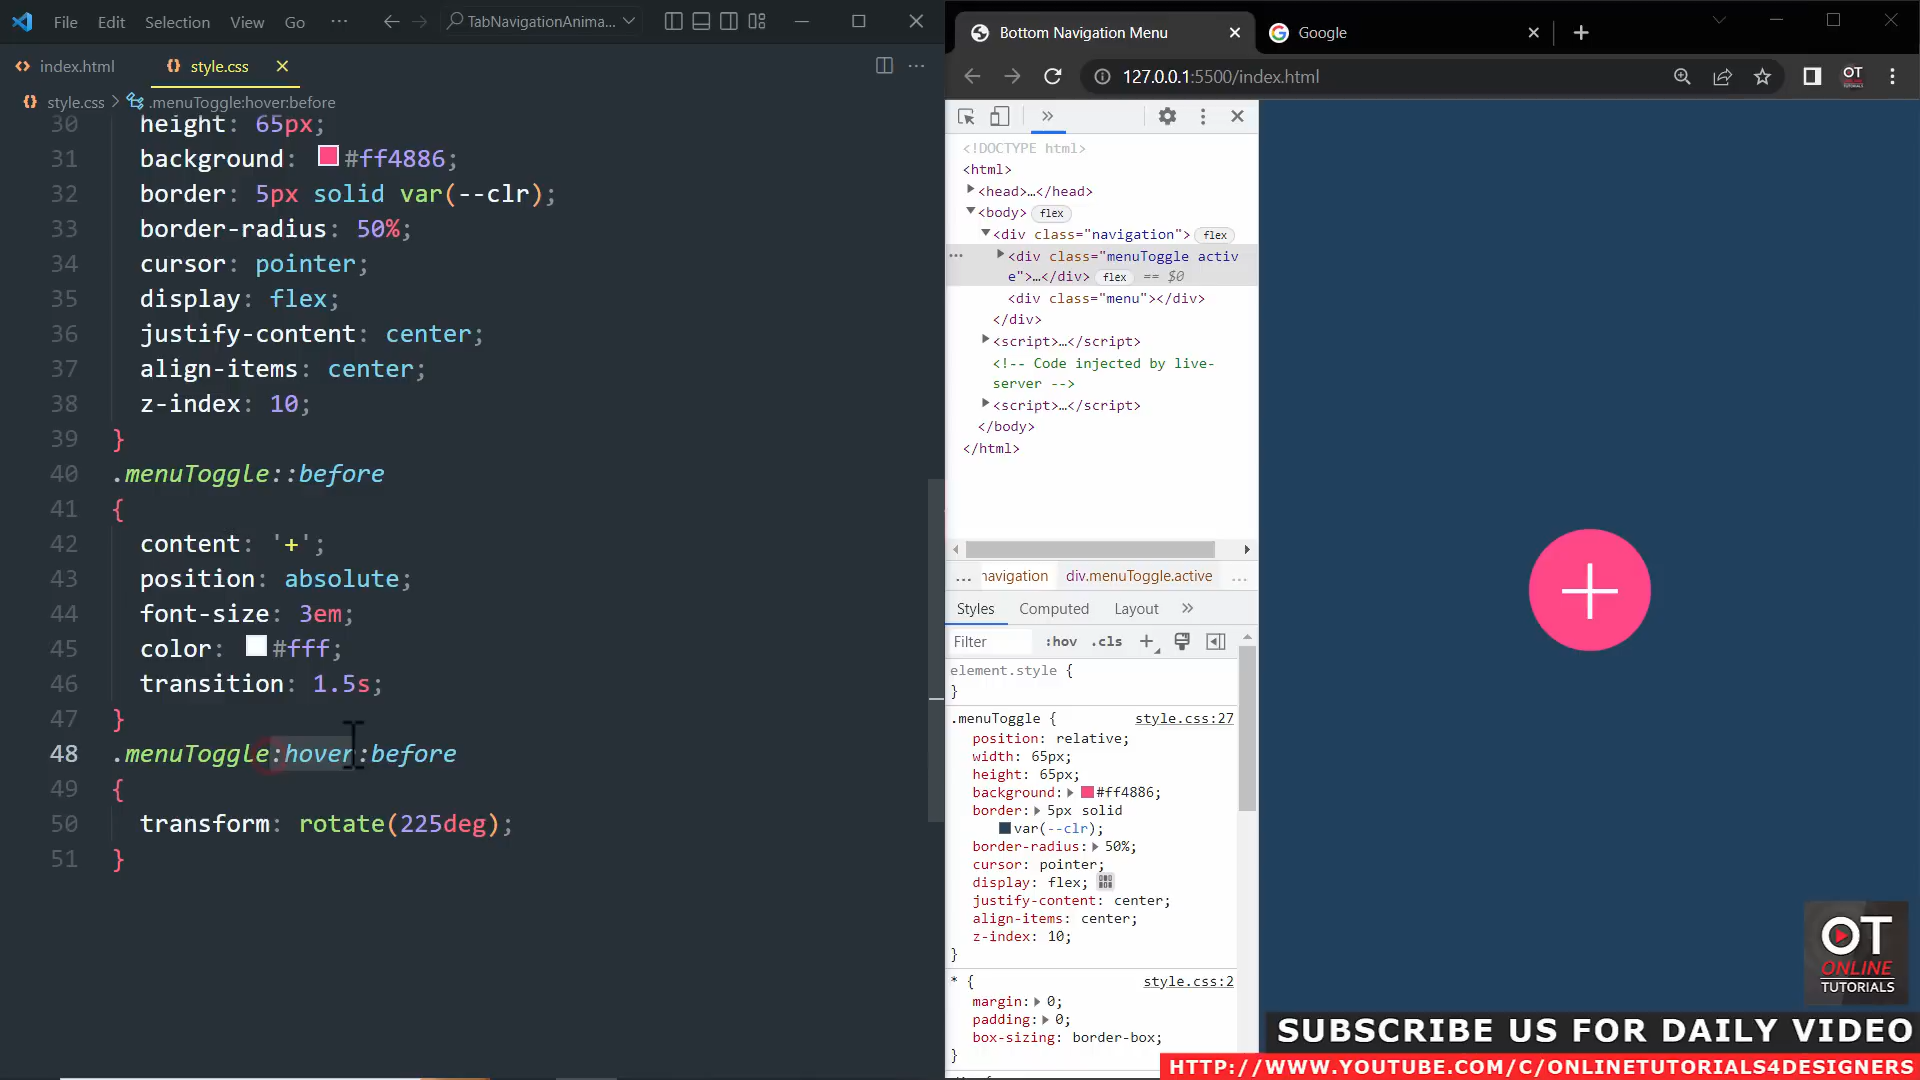 File Edit Selection View Go ··· TabNavigationAnima...
index.html style.css
style.css > .menuToggle:hover:before
30 height: 65px;
31 background: #ff4886;
32 border: 5px solid var(--clr);
33 border-radius: 50%;
34 cursor: pointer;
35 display: flex;
36 justify-content: center;
37 align-items: center;
38 z-index: 10;
39 }
40 .menuToggle::before
41 {
42 content: '+';
43 position: absolute;
44 font-size: 3em;
45 color: #fff;
46 transition: 1.5s;
47 }
48 .menuToggle:hover::before
49 {
50 transform: rotate(225deg);
51 }
Bottom Navigation Menu
Google
127.0.0.1:5500/index.html
OT
<!DOCTYPE html>
<html>
<head>…</head>
<body> flex
<div class="navigation"> flex
<div class="menuToggle activ
e">…</div> flex == $0
<div class="menu"></div>
</div>
<script>…</script>
<!-- Code injected by live-
server -->
<script>…</script>
</body>
</html>
... navigation div.menuToggle.active ...
Styles Computed Layout »
Filter :hov .cls +
element.style {
}
.menuToggle { style.css:27
position: relative;
width: 65px;
height: 65px;
background: #ff4886;
border: 5px solid
var(--clr);
border-radius: 50%;
cursor: pointer;
display: flex;
justify-content: center;
align-items: center;
z-index: 10;
}
* { style.css:2
margin: 0;
padding: 0;
box-sizing: border-box;
}
OT
ONLINE
TUTORIALS
SUBSCRIBE US FOR DAILY VIDEO
HTTP://WWW.YOUTUBE.COM/C/ONLINETUTORIALS4DESIGNERS